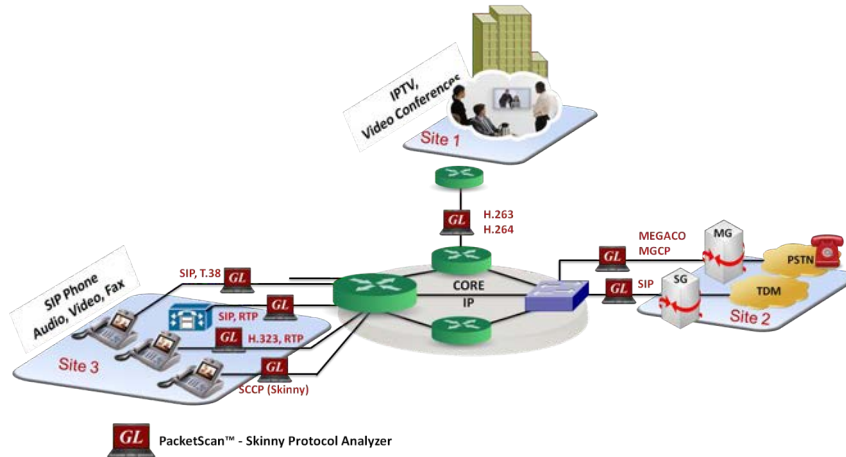 IPTV,
Video Conferences
Site 1
GL
H.263
H.264
MEGACO
MGCP
GL
MG
PSTN
SIP Phone
Audio, Video, Fax
SIP, T.38
GL
CORE
IP
GL
SIP
SG
TDM
Site 2
SIP, RTP
GL
GL
H.323, RTP
Site 3
GL
SCCP (Skinny)
GL
PacketScan™ - Skinny Protocol Analyzer